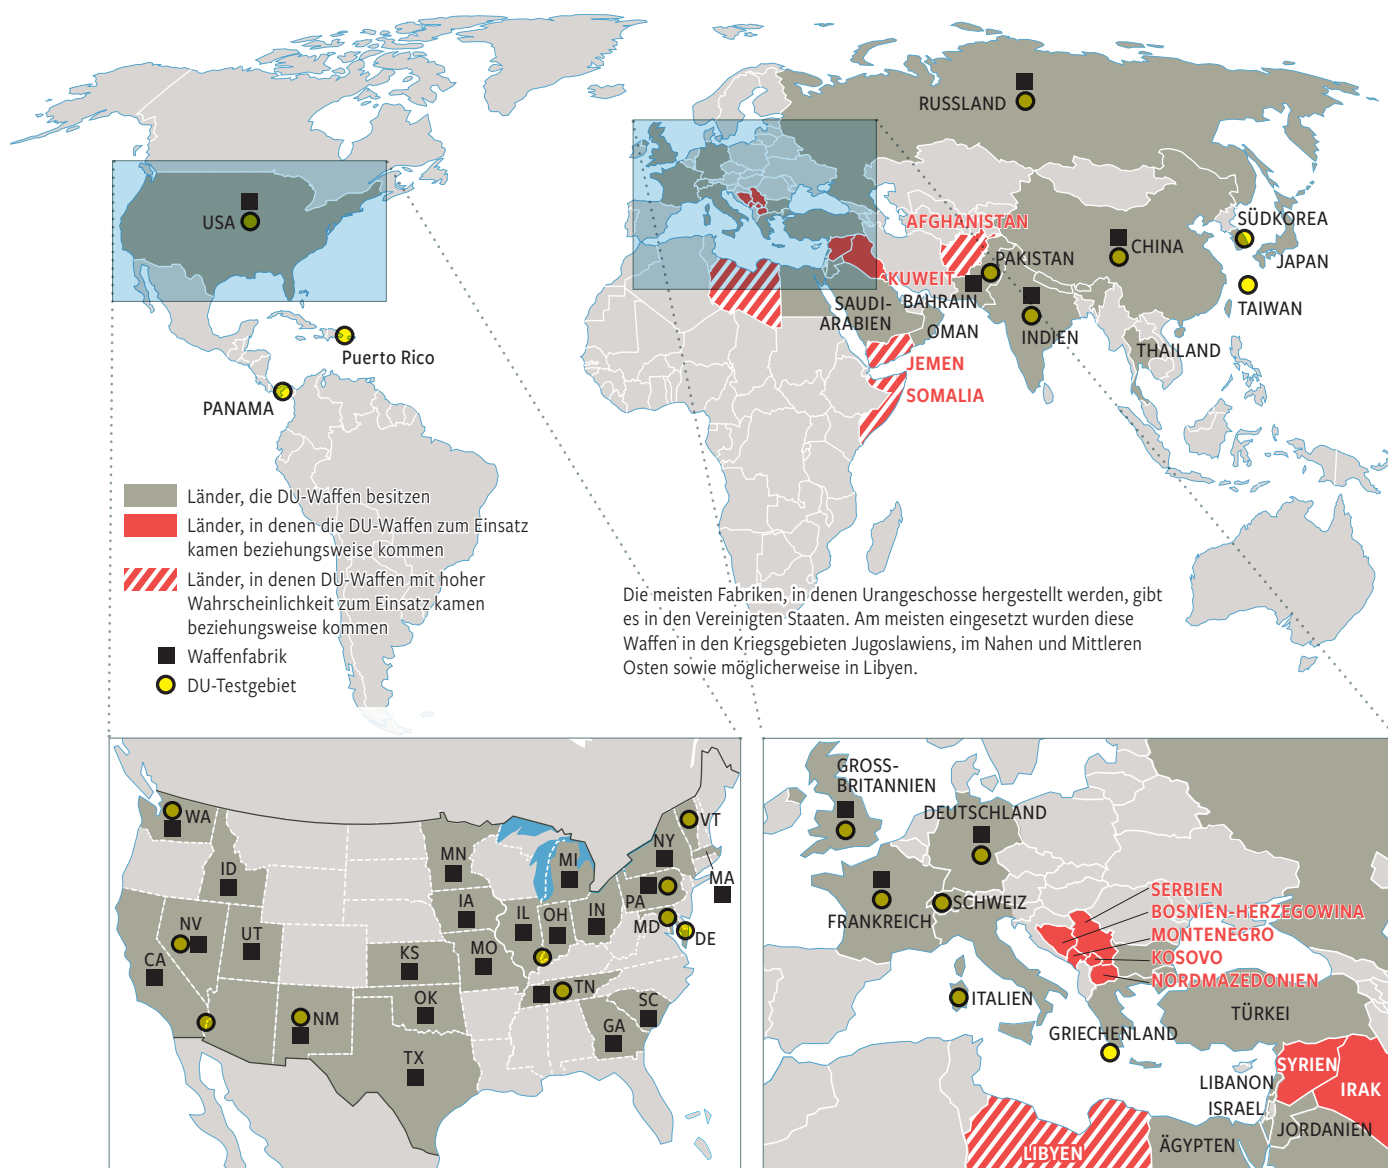 RUSSLAND
USA
AFGHANISTAN
SÜDKOREA
CHINA
PAKISTAN
JAPAN
KUWEIT
SAUDI-
ARABIEN
BAHRAIN
TAIWAN
OMAN
INDIEN
THAILAND
Puerto Rico
JEMEN
SOMALIA
PANAMA
Länder, die DU-Waffen besitzen
Länder, in denen die DU-Waffen zum Einsatz
kamen beziehungsweise kommen
Länder, in denen DU-Waffen mit hoher
Wahrscheinlichkeit zum Einsatz kamen
beziehungsweise kommen
Waffenfabrik
DU-Testgebiet
Die meisten Fabriken, in denen Urangeschosse hergestellt werden, gibt
es in den Vereinigten Staaten. Am meisten eingesetzt wurden diese
Waffen in den Kriegsgebieten Jugoslawiens, im Nahen und Mittleren
Osten sowie möglicherweise in Libyen.
WA
VT
NY
MN
MI
ID
MA
PA
IA
IL
OH
IN
NV
MD
DE
UT
MO
CA
KS
TN
OK
SC
NM
GA
TX
GROSS-
BRITANNIEN
DEUTSCHLAND
SCHWEIZ
FRANKREICH
SERBIEN
BOSNIEN-HERZEGOWINA
MONTENEGRO
KOSOVO
NORDMAZEDONIEN
ITALIEN
TÜRKEI
GRIECHENLAND
SYRIEN
LIBANON
IRAK
ISRAEL
JORDANIEN
ÄGYPTEN
LIBYEN